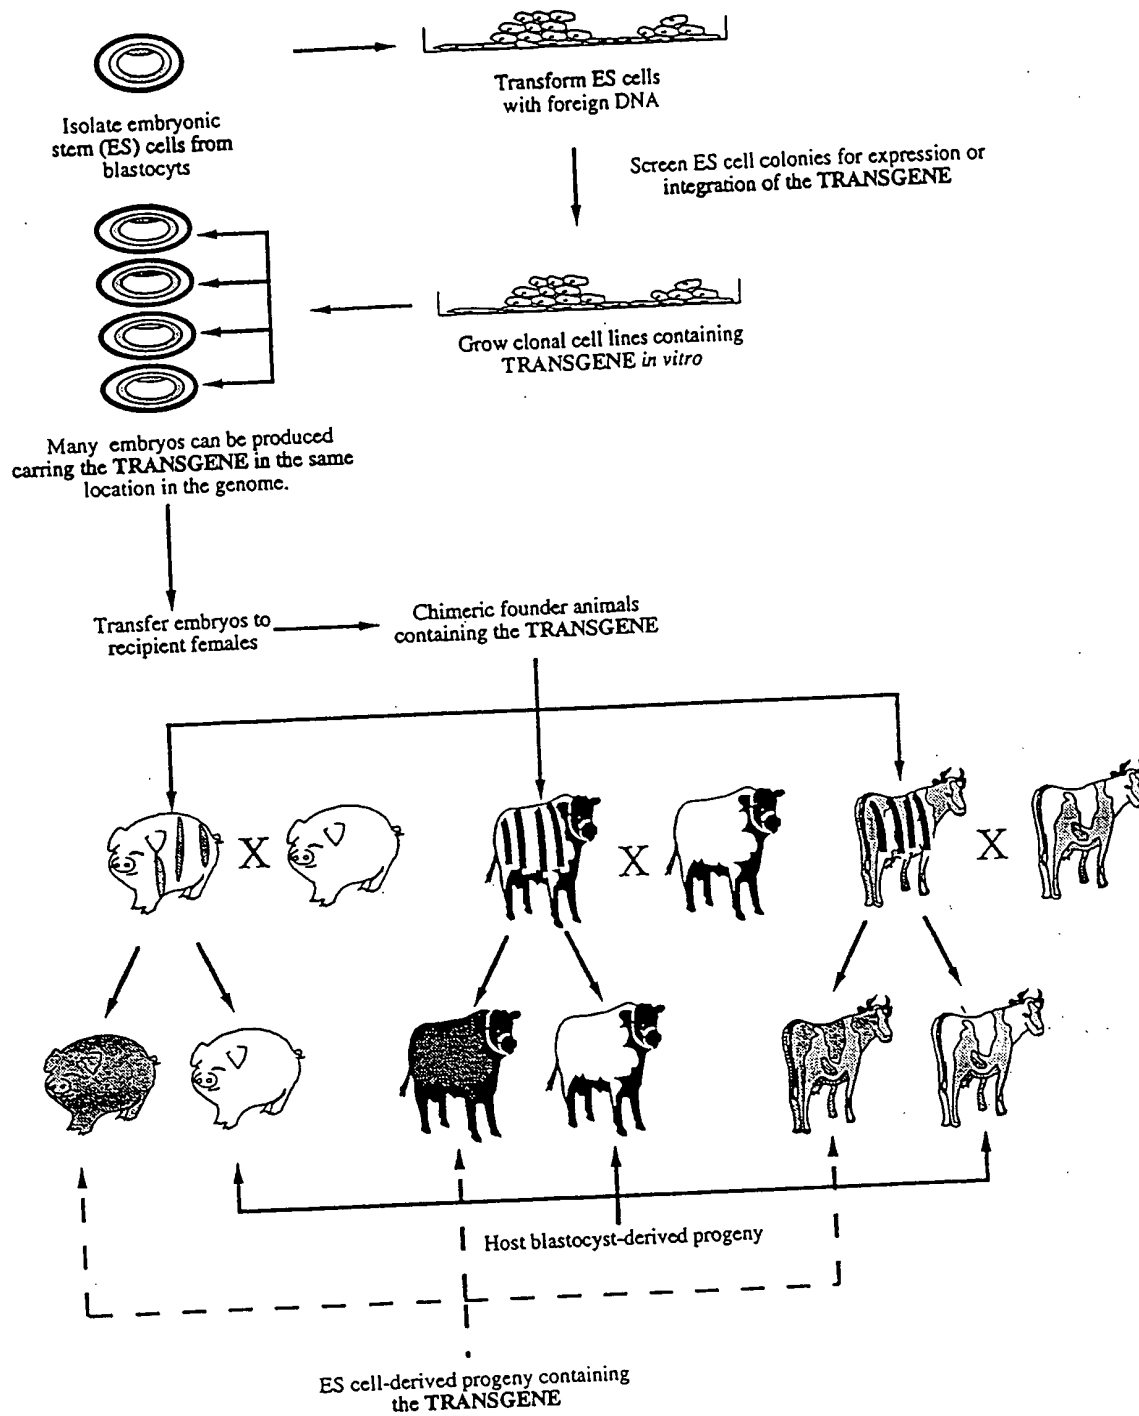 Isolate embryonic
stem (ES) cells from
blastocyts
Transform ES cells
with foreign DNA
Screen ES cell colonies for expression or
integration of the TRANSGENE
Grow clonal cell lines containing
TRANSGENE in vitro
Many embryos can be produced
carring the TRANSGENE in the same
location in the genome.
Transfer embryos to
recipient females
Chimeric founder animals
containing the TRANSGENE
X
X
X
Host blastocyst-derived progeny
ES cell-derived progeny containing
the TRANSGENE